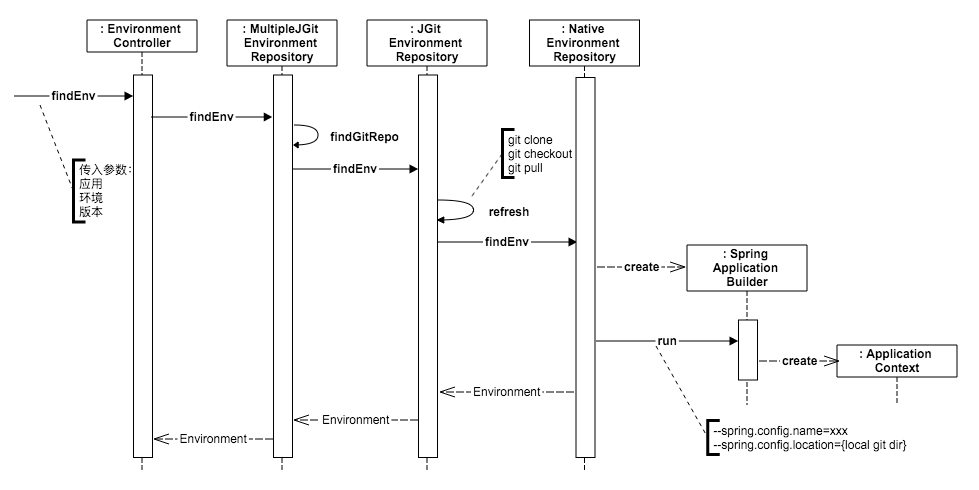 : Environment
Controller
: MultipleJGit
Environment
Repository
: JGit
Environment
Repository
: Native
Environment
Repository
findEnv
findEnv
findGitRepo
git clone
git checkout
git pull
传入参数:
应用
环境
版本
findEnv
refresh
findEnv
: Spring
Application
Builder
create
run
: Application
Context
create
Environment
Environment
Environment
--spring.config.name=xxx
--spring.config.location={local git dir}